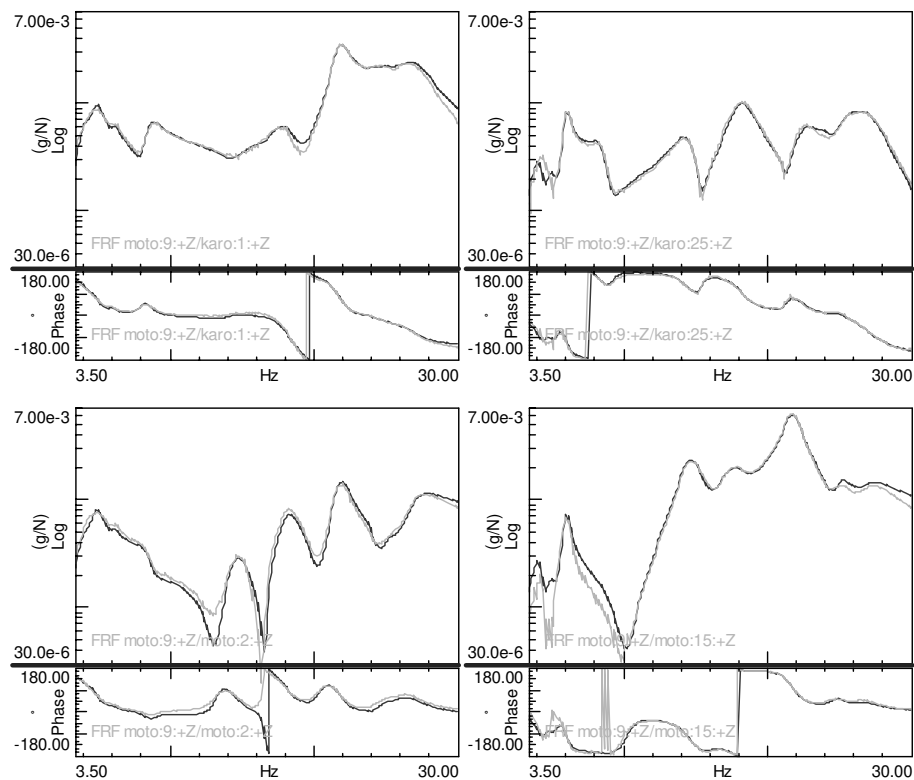 7.00e-3
(g/N)
Log
30.0e-6
FRF moto:9:+Z/karo:1:+Z
180.00
Phase
°
-180.00
FRF moto:9:+Z/karo:1:+Z
3.50
Hz
30.00
7.00e-3
(g/N)
Log
30.0e-6
FRF moto:9:+Z/karo:25:+Z
180.00
Phase
°
-180.00
FRF moto:9:+Z/karo:25:+Z
3.50
Hz
30.00
7.00e-3
(g/N)
Log
30.0e-6
FRF moto:9:+Z/moto:2:+Z
180.00
Phase
°
-180.00
FRF moto:9:+Z/moto:2:+Z
3.50
Hz
30.00
7.00e-3
(g/N)
Log
30.0e-6
FRF moto:9:+Z/moto:15:+Z
180.00
Phase
°
-180.00
FRF moto:9:+Z/moto:15:+Z
3.50
Hz
30.00